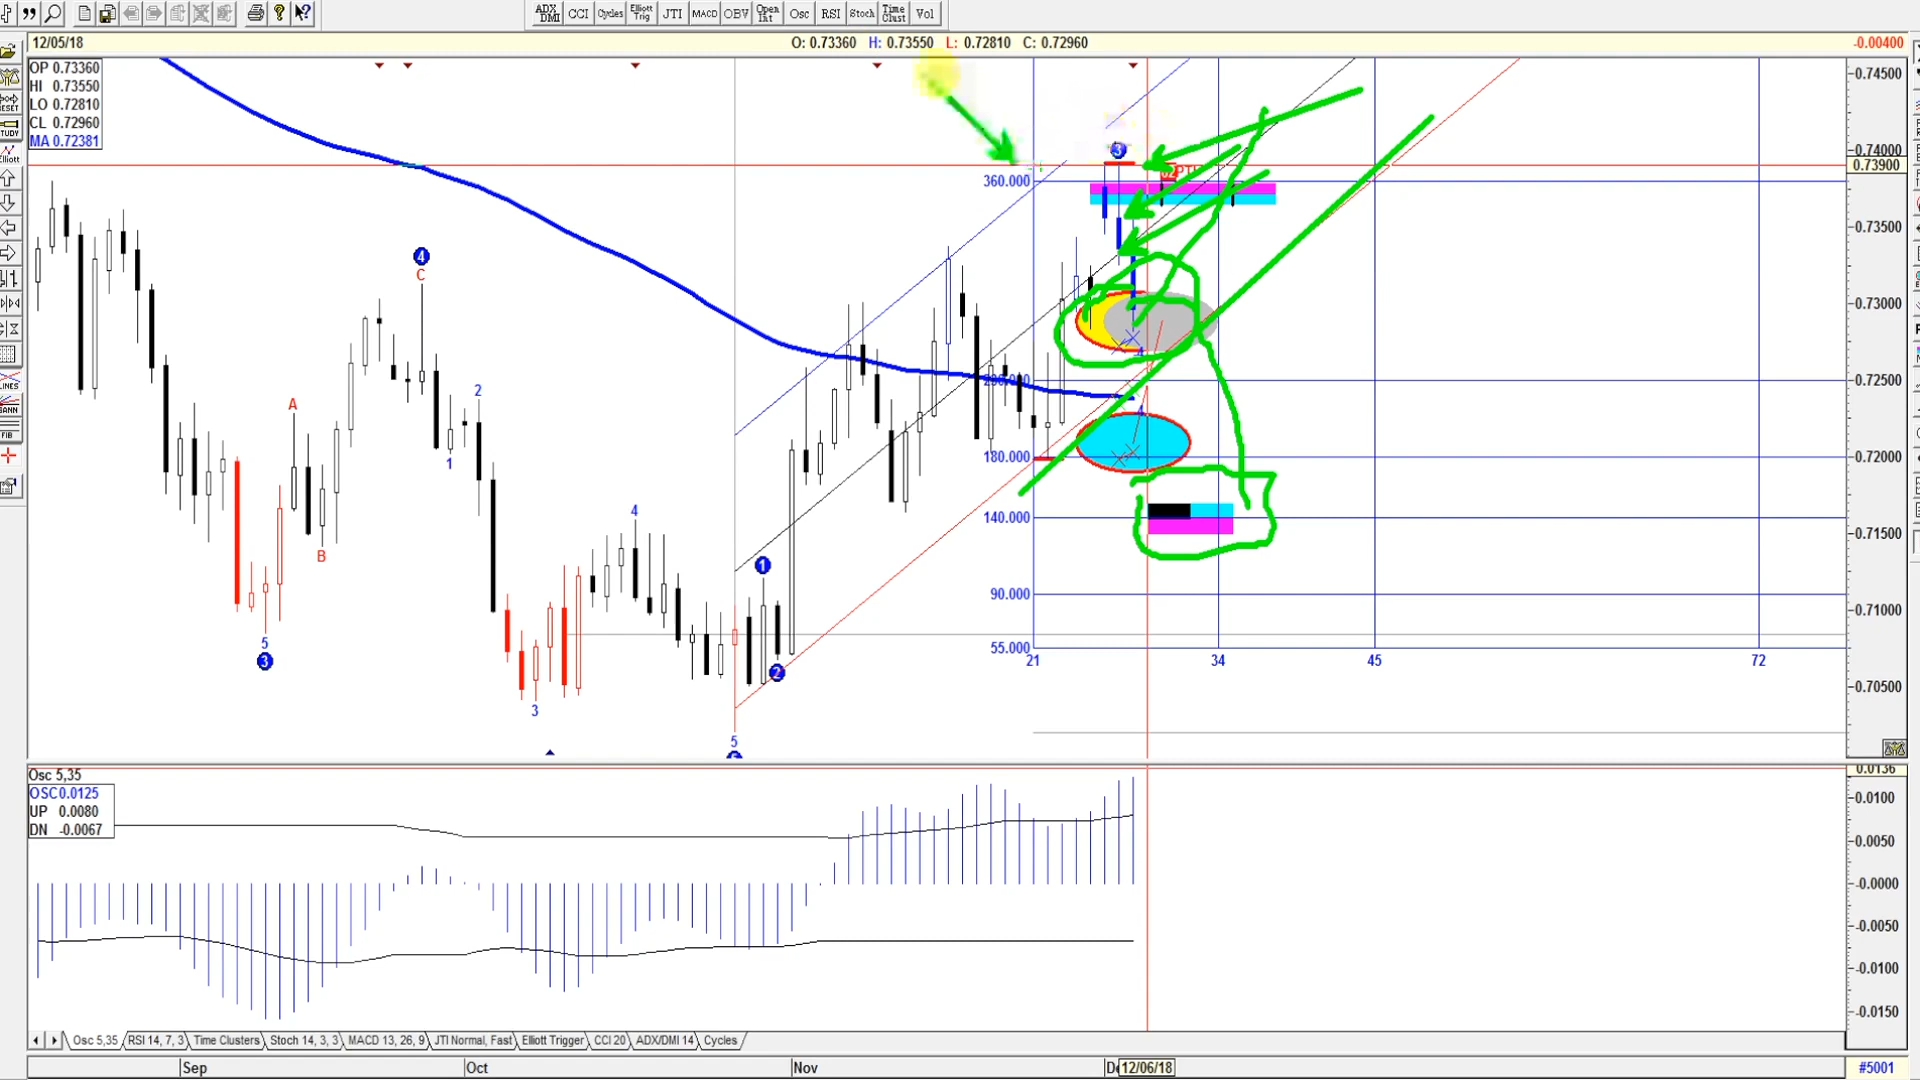 ADX DMI CCI Cycles Elliott Trig JTI MACD OBV Open Int Osc RSI Stoch Time Clust Vol
12/05/18 O: 0.73360 H: 0.73550 L: 0.72810 C: 0.72960 -0.00400
OP 0.73360
HI 0.73550
LO 0.72810
CL 0.72960
MA 0.72381
0.74500
0.74000
0.73900
0.73500
0.73000
0.72500
0.72000
0.71500
0.71000
0.70500
360.000
180.000
140.000
90.000
55.000
21 34 45 72
3
4
C
A
B
5
3
1
2
3
4
1
2
5
4
4
Osc 5,35
OSC 0.0125
UP 0.0080
DN -0.0067
0.0136
0.0100
0.0050
-0.0000
-0.0050
-0.0100
-0.0150
Osc 5,35 RSI 14, 7, 3 Time Clusters Stoch 14, 3, 3 MACD 13, 26, 9 JTI Normal, Fast Elliott Trigger CCI 20 ADX/DMI 14 Cycles
Sep Oct Nov 12/06/18 #5001